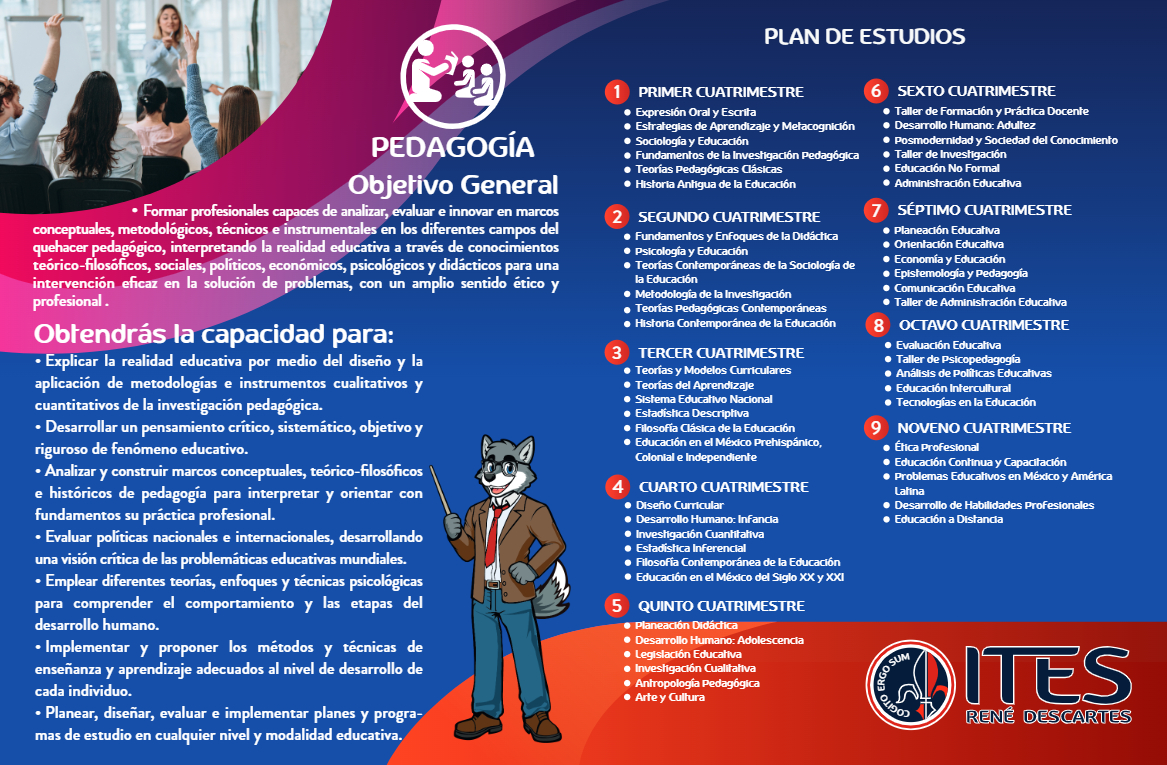 PEDAGOGÍA
Objetivo General
• Formar profesionales capaces de analizar, evaluar e innovar en marcos
conceptuales, metodológicos, técnicos e instrumentales en los diferentes campos del
quehacer pedagógico, interpretando la realidad educativa a través de conocimientos
teórico-filosóficos, sociales, políticos, económicos, psicológicos y didácticos para una
intervención eficaz en la solución de problemas, con un amplio sentido ético y
profesional .
Obtendrás la capacidad para:
• Explicar la realidad educativa por medio del diseño y la
aplicación de metodologías e instrumentos cualitativos y
cuantitativos de la investigación pedagógica.
• Desarrollar un pensamiento crítico, sistemático, objetivo y
riguroso de fenómeno educativo.
• Analizar y construir marcos conceptuales, teórico-filosóficos
e históricos de pedagogía para interpretar y orientar con
fundamentos su práctica profesional.
• Evaluar políticas nacionales e internacionales, desarrollando
una visión crítica de las problemáticas educativas mundiales.
• Emplear diferentes teorías, enfoques y técnicas psicológicas
para comprender el comportamiento y las etapas del
desarrollo humano.
• Implementar y proponer los métodos y técnicas de
enseñanza y aprendizaje adecuados al nivel de desarrollo de
cada individuo.
• Planear, diseñar, evaluar e implementar planes y progra-
mas de estudio en cualquier nivel y modalidad educativa.
PLAN DE ESTUDIOS
1 PRIMER CUATRIMESTRE
• Expresión Oral y Escrita
• Estrategias de Aprendizaje y Metacognición
• Sociología y Educación
• Fundamentos de la Investigación Pedagógica
• Teorías Pedagógicas Clásicas
• Historia Antigua de la Educación
2 SEGUNDO CUATRIMESTRE
• Fundamentos y Enfoques de la Didáctica
• Psicología y Educación
• Teorías Contemporáneas de la Sociología de
la Educación
• Metodología de la Investigación
• Teorías Pedagógicas Contemporáneas
• Historia Contemporánea de la Educación
3 TERCER CUATRIMESTRE
• Teorías y Modelos Curriculares
• Teorías del Aprendizaje
• Sistema Educativo Nacional
• Estadística Descriptiva
• Filosofía Clásica de la Educación
• Educación en el México Prehispánico,
Colonial e Independiente
4 CUARTO CUATRIMESTRE
• Diseño Curricular
• Desarrollo Humano: Infancia
• Investigación Cuantitativa
• Estadística Inferencial
• Filosofía Contemporánea de la Educación
• Educación en el México del Siglo XX y XXI
5 QUINTO CUATRIMESTRE
• Planeación Didáctica
• Desarrollo Humano: Adolescencia
• Legislación Educativa
• Investigación Cualitativa
• Antropología Pedagógica
• Arte y Cultura
6 SEXTO CUATRIMESTRE
• Taller de Formación y Práctica Docente
• Desarrollo Humano: Adultez
• Posmodernidad y Sociedad del Conocimiento
• Taller de Investigación
• Educación No Formal
• Administración Educativa
7 SÉPTIMO CUATRIMESTRE
• Planeación Educativa
• Orientación Educativa
• Economía y Educación
• Epistemología y Pedagogía
• Comunicación Educativa
• Taller de Administración Educativa
8 OCTAVO CUATRIMESTRE
• Evaluación Educativa
• Taller de Psicopedagogía
• Análisis de Políticas Educativas
• Educación Intercultural
• Tecnologías en la Educación
9 NOVENO CUATRIMESTRE
• Ética Profesional
• Educación Continua y Capacitación
• Problemas Educativos en México y América
Latina
• Desarrollo de Habilidades Profesionales
• Educación a Distancia
COGITO ERGO SUM
ITES
RENÉ DESCARTES